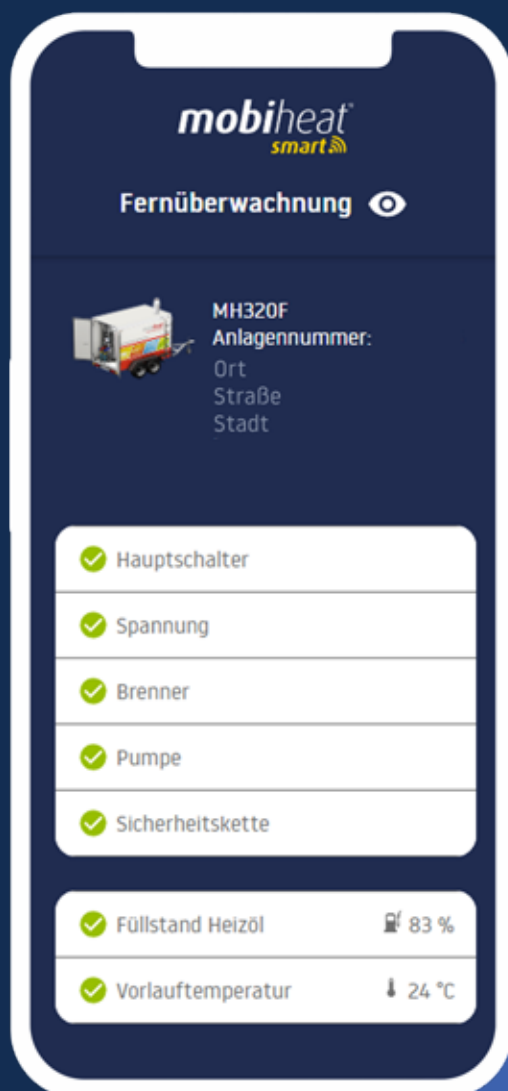 mobiheat
smart
Fernüberwachnung
MH320F
Anlagennummer:
Ort
Straße
Stadt
Hauptschalter
Spannung
Brenner
Pumpe
Sicherheitskette
Füllstand Heizöl 83 %
Vorlauftemperatur 24 °C